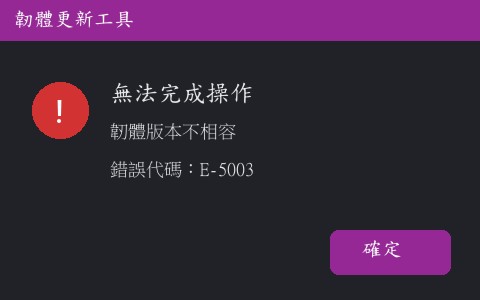 韌體更新工具
!
無法完成操作
韌體版本不相容
錯誤代碼：E-5003
確定